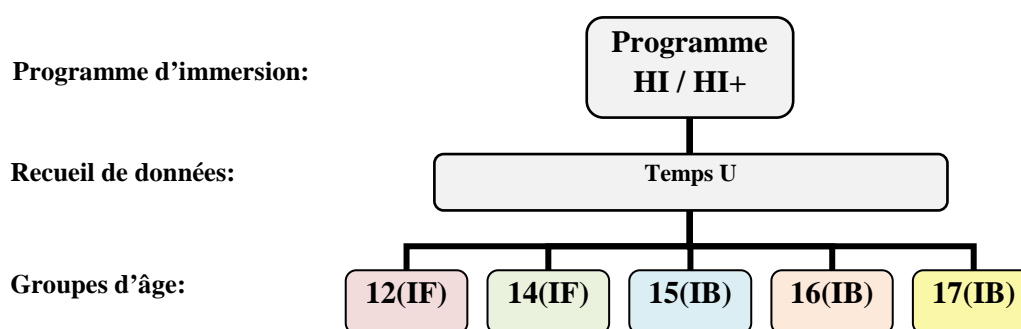 Programme
HI / HI+
Programme d’immersion:
Recueil de données:
Temps U
Groupes d’âge:
12(IF)
14(IF)
15(IB)
16(IB)
17(IB)